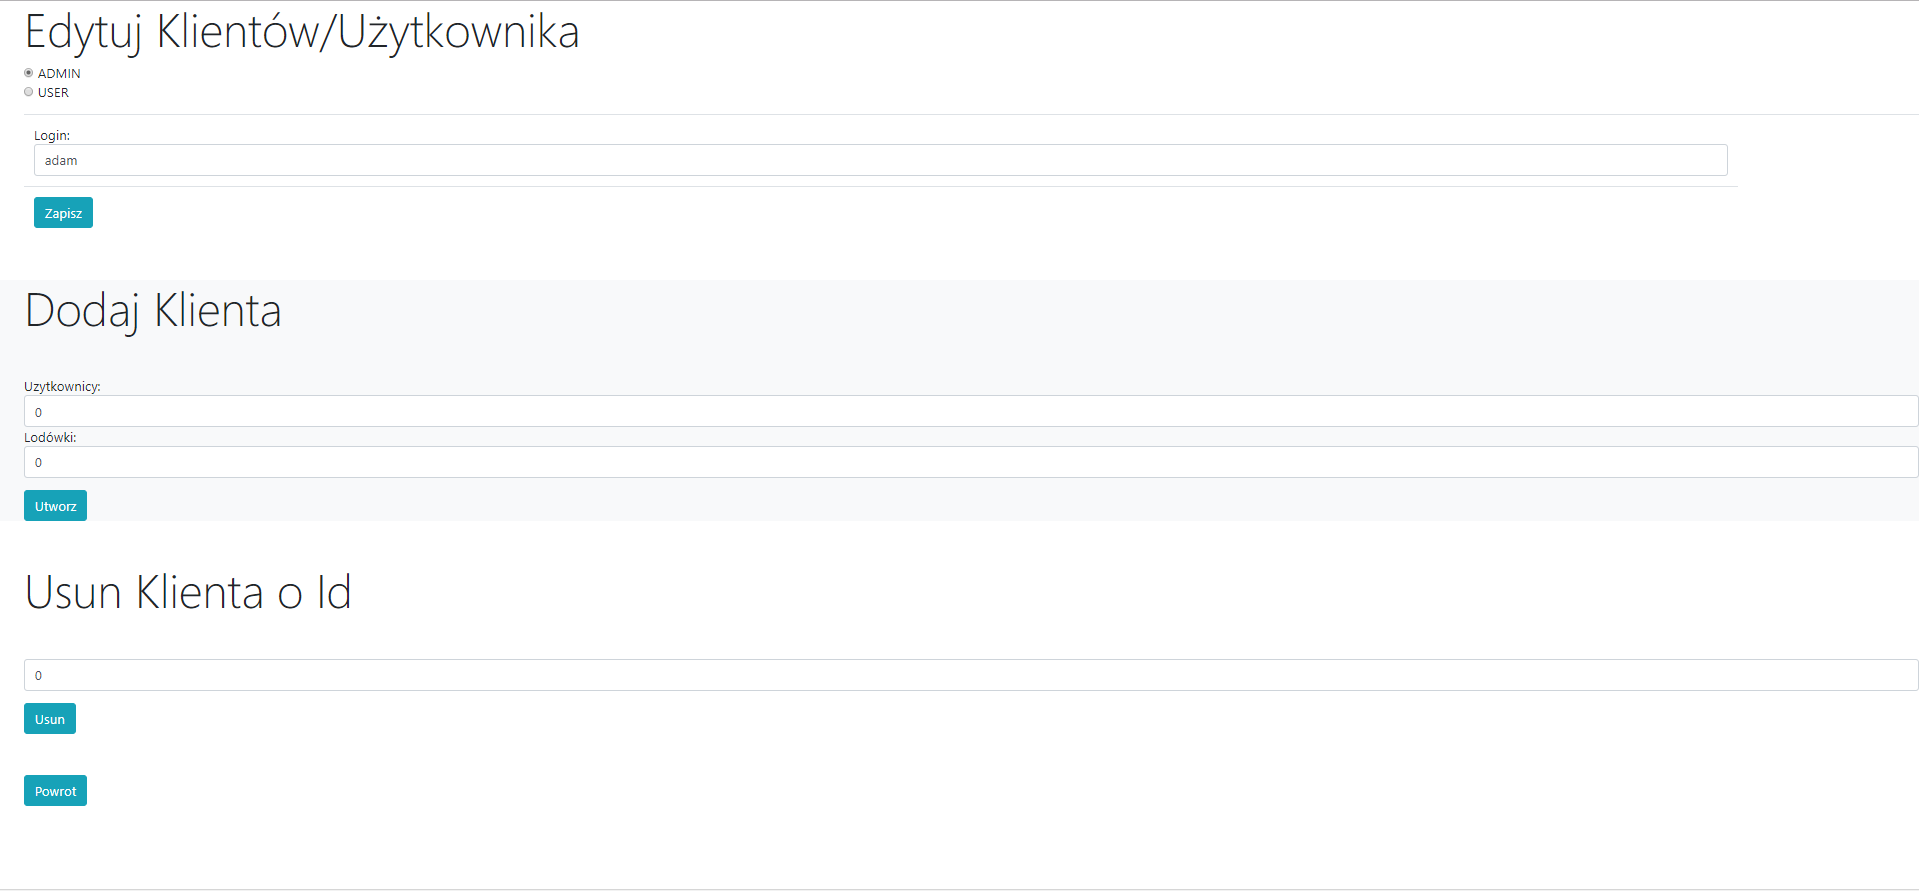 Edytuj Klientów/Użytkownika
ADMIN
USER
Login:
adam
Zapisz
Dodaj Klienta
Uzytkownicy:
0
Lodówki:
0
Utworz
Usun Klienta o Id
0
Usun
Powrot